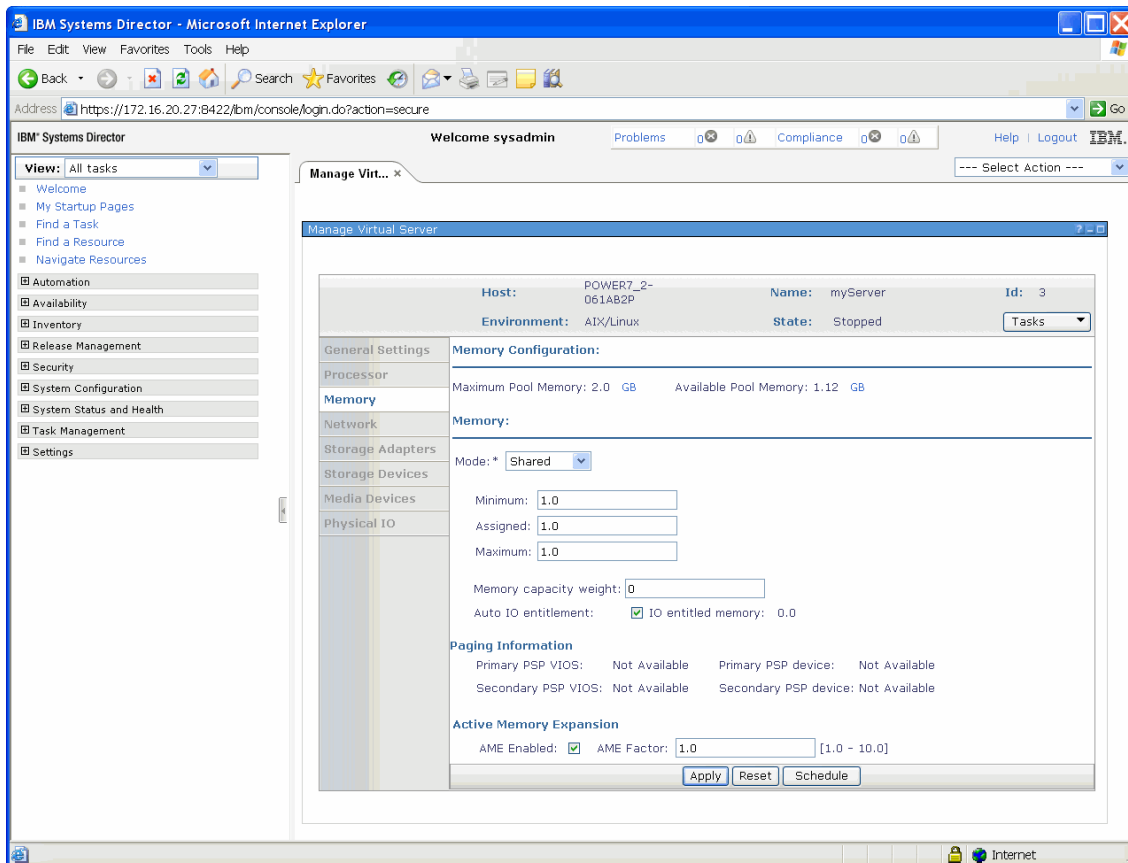 IBM Systems Director - Microsoft Internet Explorer
File Edit View Favorites Tools Help
Back Search Favorites
Address https://172.16.20.27:8422/ibm/console/login.do?action=secure Go
IBM® Systems Director Welcome sysadmin Problems 0 0 Compliance 0 0 Help | Logout IBM.
View: All tasks
Manage Virt... × --- Select Action ---
Welcome
My Startup Pages
Find a Task
Find a Resource
Navigate Resources
Automation
Availability
Inventory
Release Management
Security
System Configuration
System Status and Health
Task Management
Settings
Manage Virtual Server ?
Host: POWER7_2-
061AB2P
Name: myServer Id: 3
Environment: AIX/Linux State: Stopped Tasks
General Settings
Processor
Memory
Network
Storage Adapters
Storage Devices
Media Devices
Physical IO
Memory Configuration:
Maximum Pool Memory: 2.0 GB Available Pool Memory: 1.12 GB
Memory:
Mode: * Shared
Minimum: 1.0
Assigned: 1.0
Maximum: 1.0
Memory capacity weight: 0
Auto IO entitlement: IO entitled memory: 0.0
Paging Information
Primary PSP VIOS: Not Available Primary PSP device: Not Available
Secondary PSP VIOS: Not Available Secondary PSP device: Not Available
Active Memory Expansion
AME Enabled: AME Factor: 1.0 [1.0 - 10.0]
Apply Reset Schedule
Internet